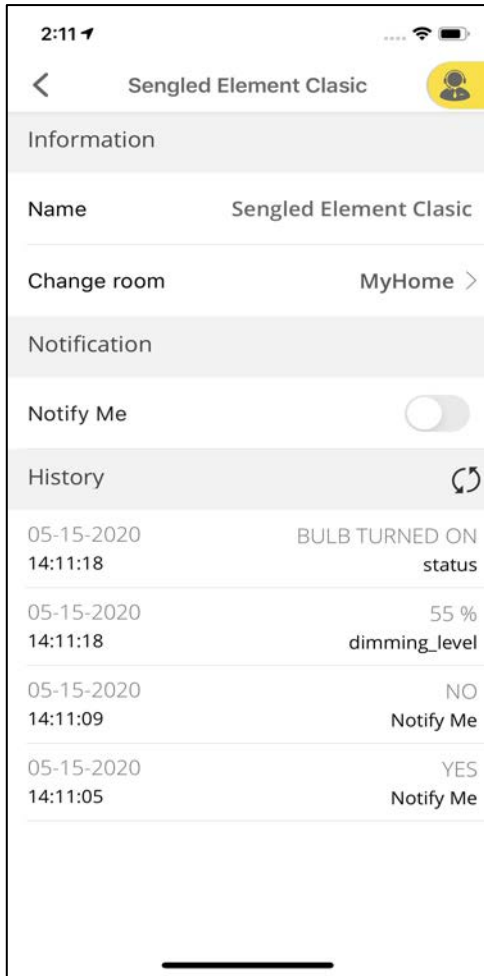 2:11
Sengled Element Clasic
Information
Name Sengled Element Clasic
Change room MyHome >
Notification
Notify Me
History
05-15-2020 BULB TURNED ON
14:11:18 status
05-15-2020 55 %
14:11:18 dimming_level
05-15-2020 NO
14:11:09 Notify Me
05-15-2020 YES
14:11:05 Notify Me